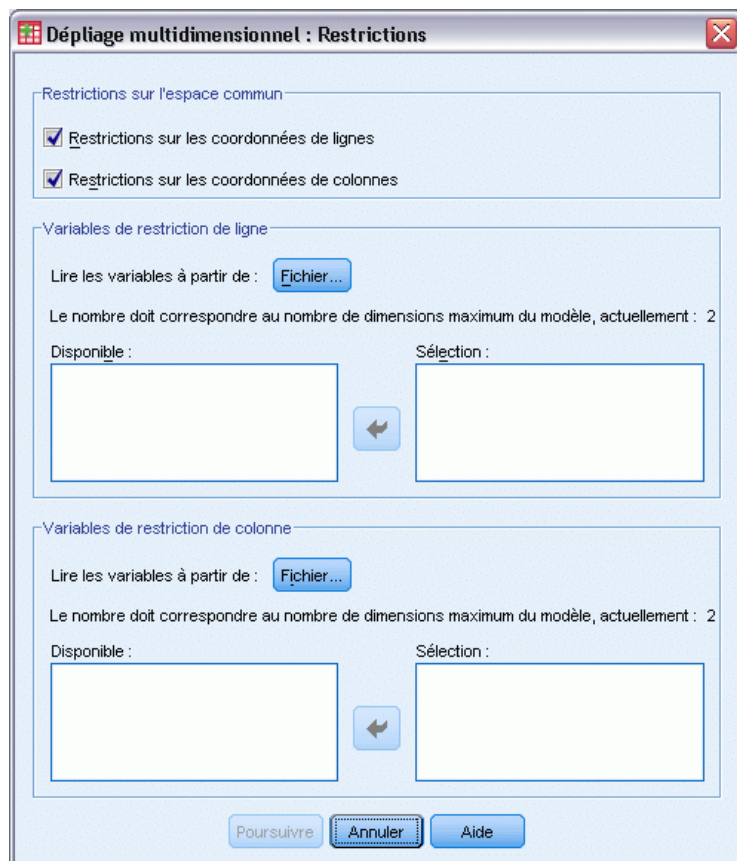 Dépliage multidimensionnel : Restrictions
Restrictions sur l'espace commun
Restrictions sur les coordonnées de lignes
Restrictions sur les coordonnées de colonnes
Variables de restriction de ligne
Lire les variables à partir de : Fichier...
Le nombre doit correspondre au nombre de dimensions maximum du modèle, actuellement : 2
Disponible : Sélection :
Variables de restriction de colonne
Lire les variables à partir de : Fichier...
Le nombre doit correspondre au nombre de dimensions maximum du modèle, actuellement : 2
Disponible : Sélection :
Poursuivre Annuler Aide